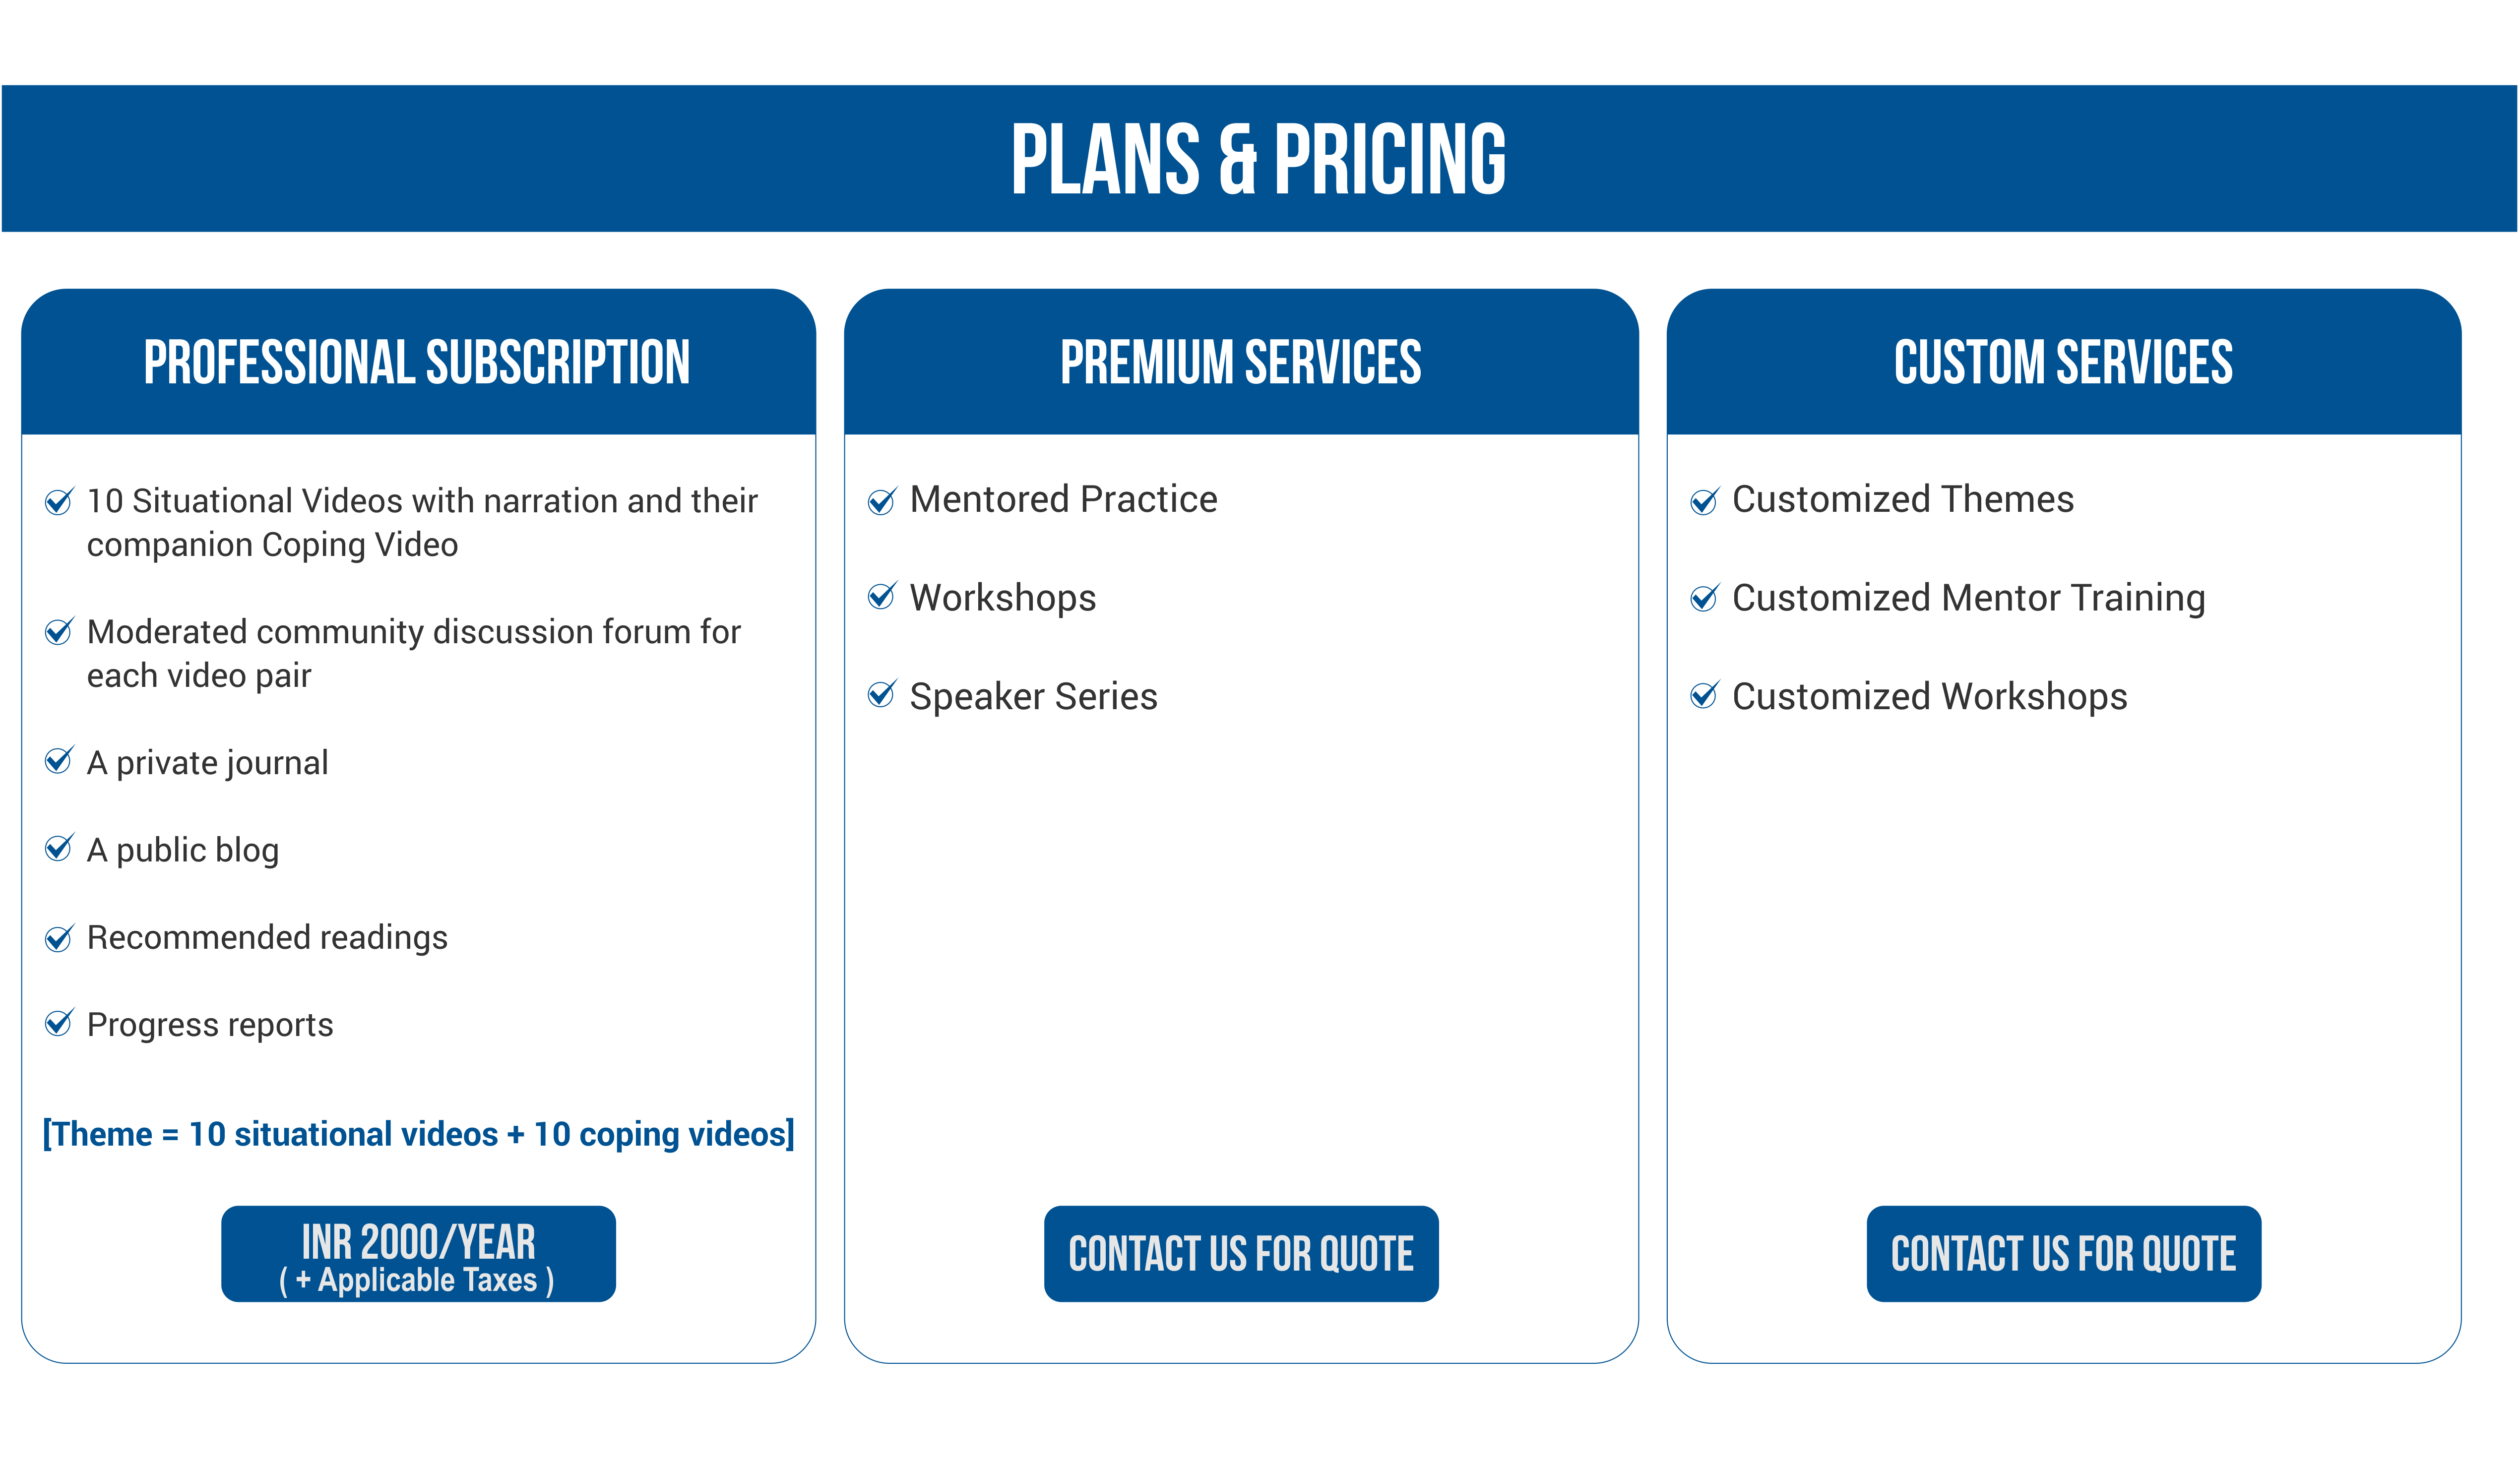 PLANS & PRICING
PROFESSIONAL SUBSCRIPTION
10 Situational Videos with narration and their
companion Coping Video
Moderated community discussion forum for
each video pair
A private journal
A public blog
Recommended readings
Progress reports
[Theme = 10 situational videos + 10 coping videos]
INR 2000/YEAR
( + Applicable Taxes )
PREMIUM SERVICES
Mentored Practice
Workshops
Speaker Series
CONTACT US FOR QUOTE
CUSTOM SERVICES
Customized Themes
Customized Mentor Training
Customized Workshops
CONTACT US FOR QUOTE